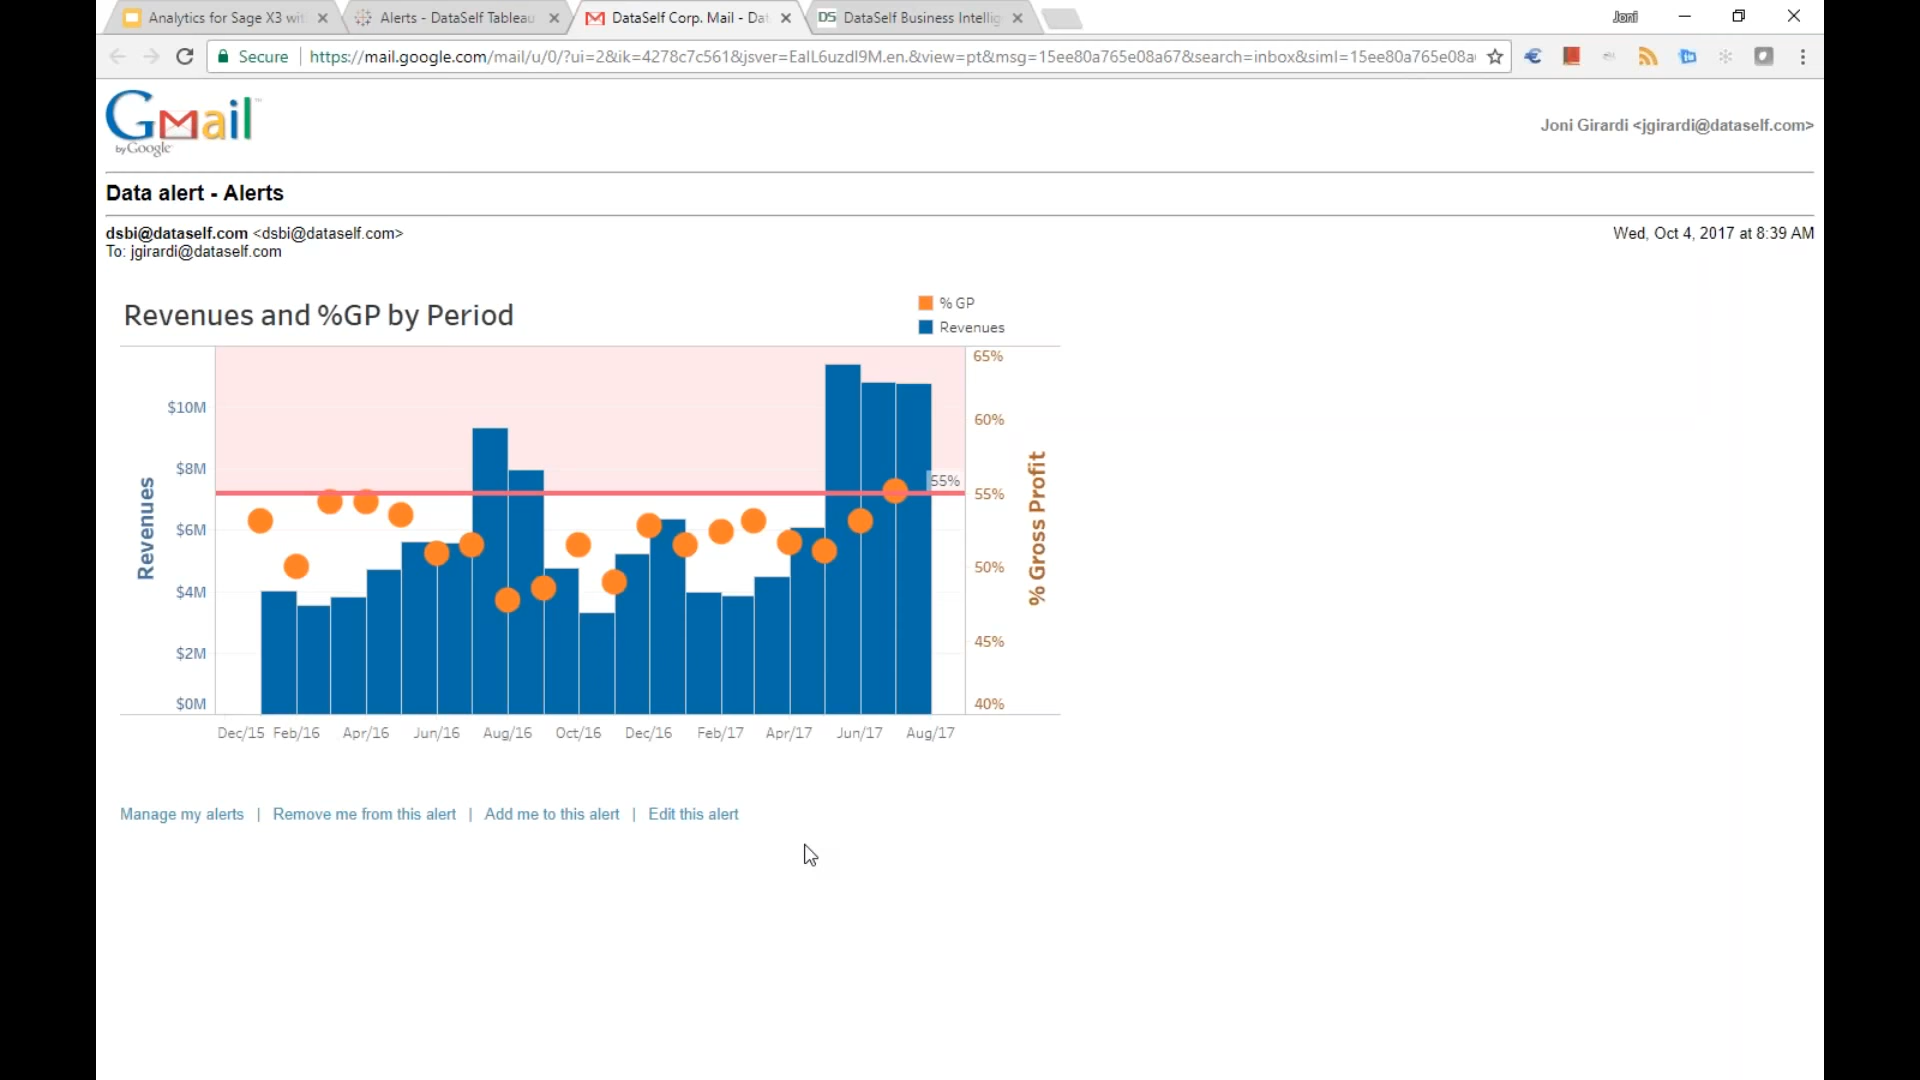 Analytics for Sage X3 wit
Alerts - DataSelf Tableau
DataSelf Corp. Mail - Dat
DS DataSelf Business Intellig
Joni
Secure
https://mail.google.com/mail/u/0/?ui=2&ik=4278c7c561&jsver=EaIL6uzdI9M.en.&view=pt&msg=15ee80a765e08a67&search=inbox&siml=15ee80a765e08a
Gmail
by Google
Joni Girardi <jgirardi@dataself.com>
Data alert - Alerts
dsbi@dataself.com <dsbi@dataself.com>
Wed, Oct 4, 2017 at 8:39 AM
To: jgirardi@dataself.com
Revenues and %GP by Period
% GP
Revenues
Revenues
$10M
$8M
$6M
$4M
$2M
$0M
55%
65%
60%
55%
50%
45%
40%
% Gross Profit
Dec/15 Feb/16 Apr/16 Jun/16 Aug/16 Oct/16 Dec/16 Feb/17 Apr/17 Jun/17 Aug/17
Manage my alerts | Remove me from this alert | Add me to this alert | Edit this alert